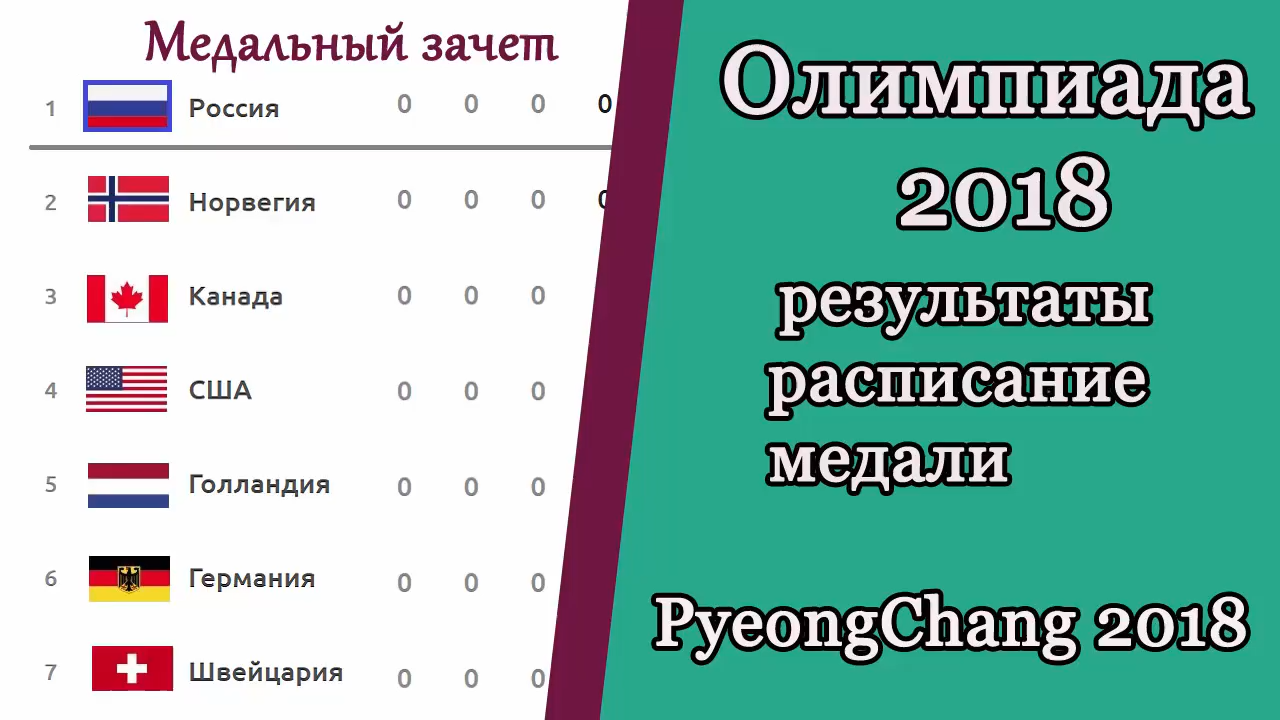 Медальный зачет
1 Россия 0 0 0 0
2 Норвегия 0 0 0 0
3 Канада 0 0 0
4 США 0 0 0
5 Голландия 0 0 0
6 Германия 0 0 0
7 Швейцария 0 0 0
Олимпиада
2018
результаты
расписание
медали
PyeongChang 2018